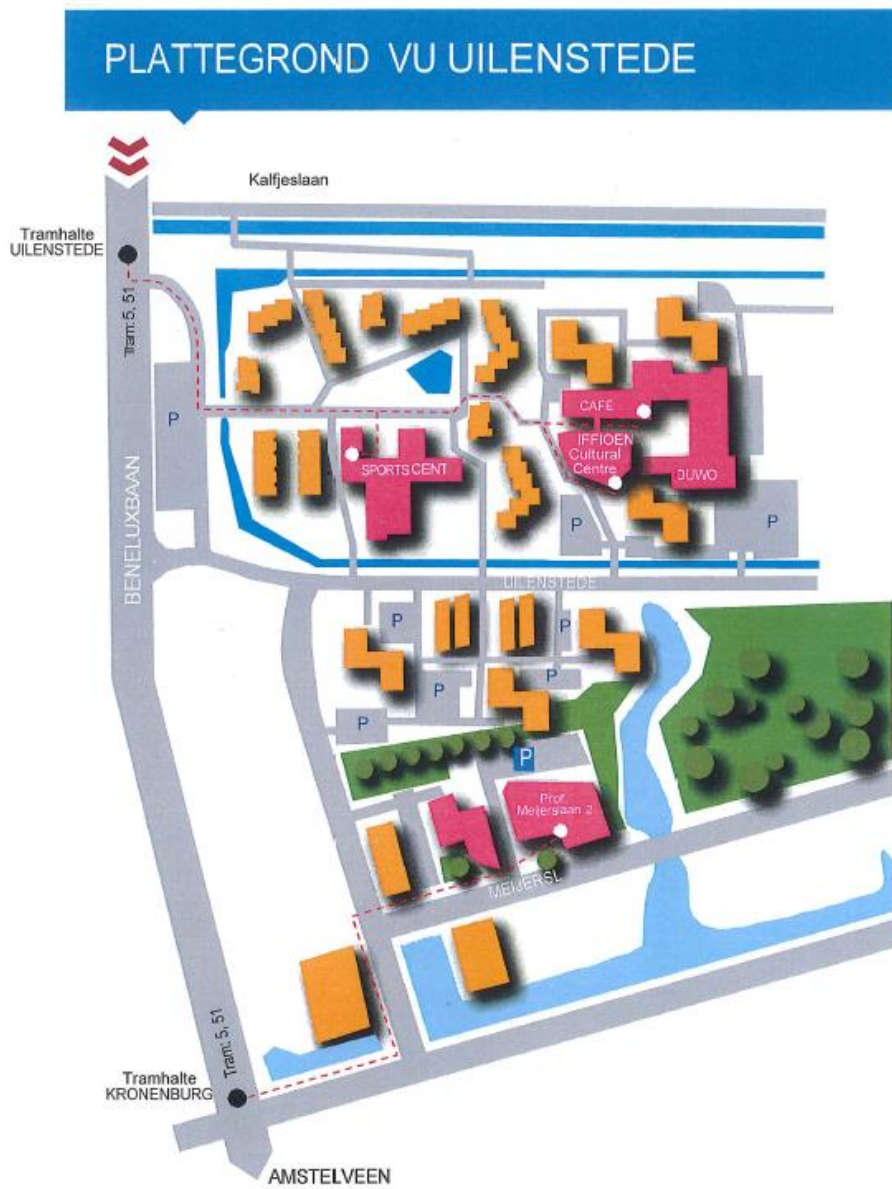 PLATTEGROND VU UILENSTEDE
Kalfjeslaan
Tramhalte
UILENSTEDE
Tram: 5, 51
BENELUXBAAN
P
CAFÉ
IFFIOEN
Cultural
Centre
DUWO
SPORTS CENT
P
P
UILENSTEDE
P
P
P
P
P
P
Prof.
Meijerslaan 2
MEIJERSL
Tram: 5, 51
Tramhalte
KRONENBURG
AMSTELVEEN